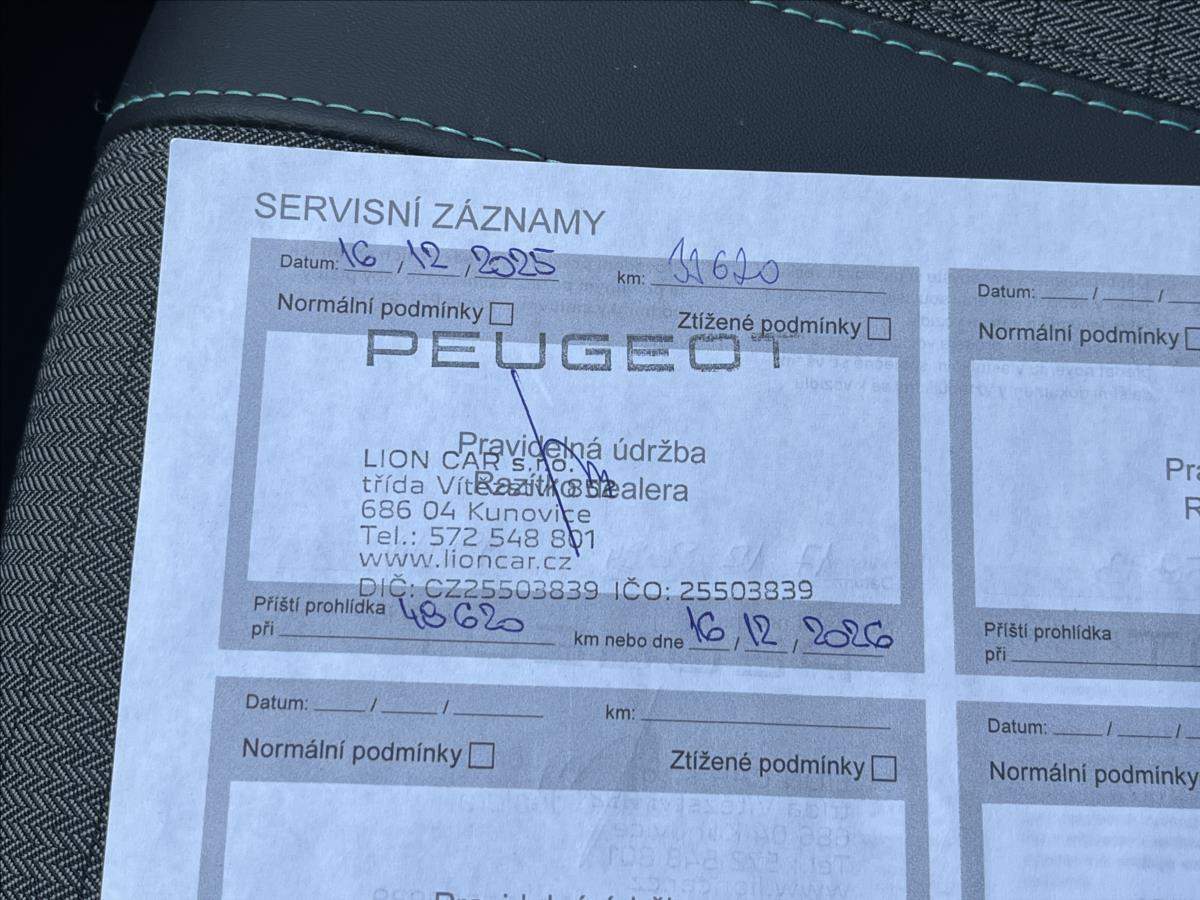 SERVISNÍ ZÁZNAMY
Datum: 16 / 12 / 2025 km: 33620
Normální podmínky Ztížené podmínky
PEUGEOT
Pravidelná údržba
LION CAR s.r.o.
Razítko dealera
třída Vítězství 852
686 04 Kunovice
Tel.: 572 548 801
www.lioncar.cz
DIČ: CZ25503839 IČO: 25503839
Příští prohlídka
při 48620 km nebo dne 16 / 12 / 2026
Datum: / /
Normální podmínky
Příští prohlídka
při
Datum: / / km:
Normální podmínky Ztížené podmínky
Datum: / /
Normální podmínky